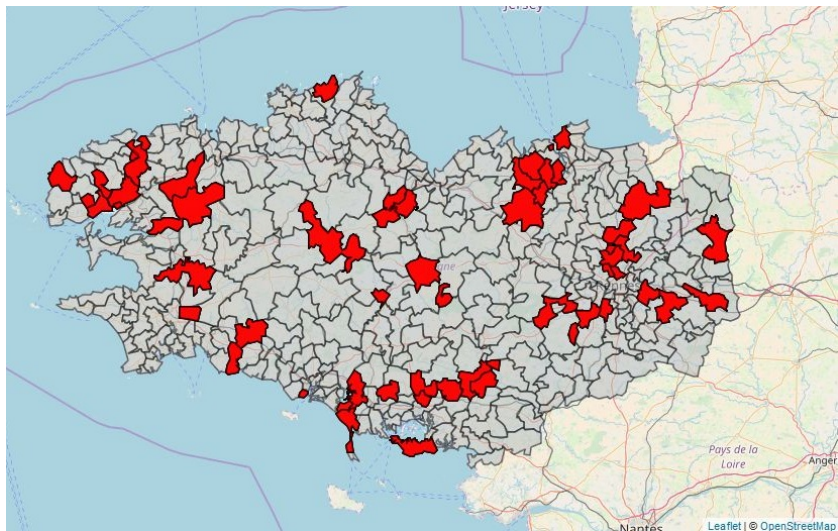 Jersey
Rennes
Pays de la
Loire
Anger
Nantes
Leaflet | © OpenStreetMap